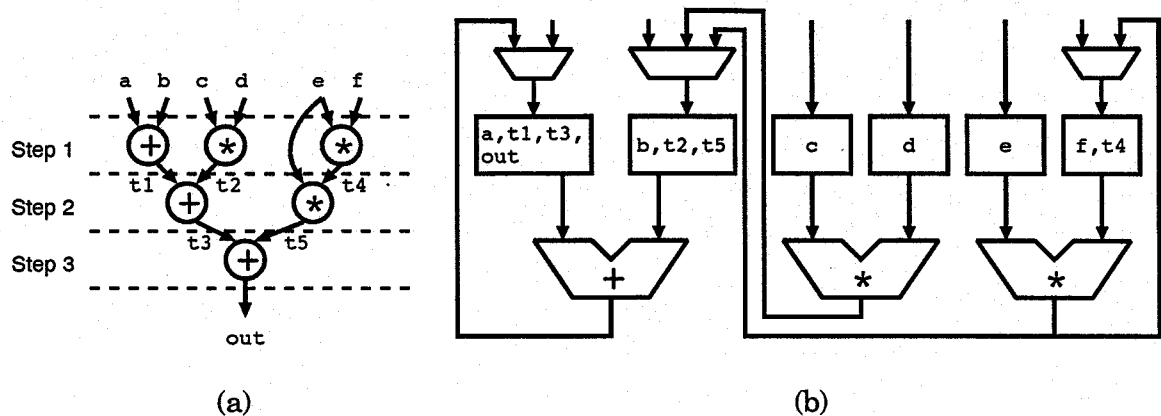 a b c d e f
Step 1
+ * *
t1 t2 t4
Step 2
+ *
t3 t5
Step 3
+
out
(a)
a,t1,t3,
out
b,t2,t5
c
d
e
f,t4
+
*
*
(b)